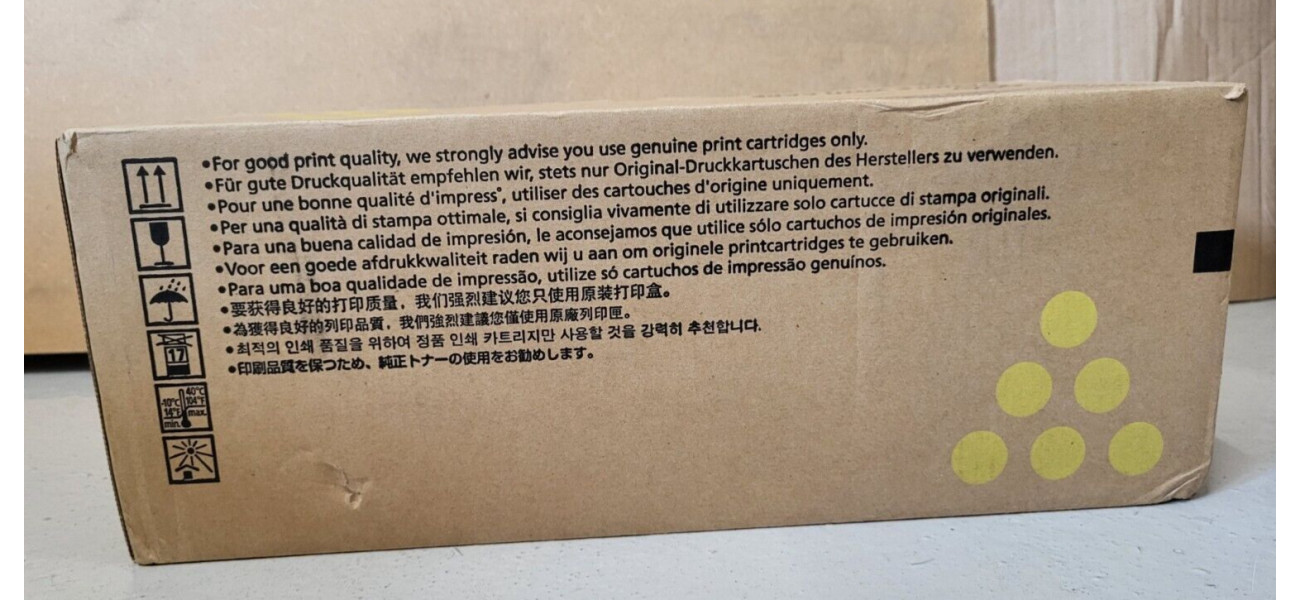 •For good print quality, we strongly advise you use genuine print cartridges only.
•Für gute Druckqualität empfehlen wir, stets nur Original-Druckkartuschen des Herstellers zu verwenden.
•Pour une bonne qualité d'impress°, utiliser des cartouches d'origine uniquement.
•Per una qualità di stampa ottimale, si consiglia vivamente di utilizzare solo cartucce di stampa originali.
•Para una buena calidad de impresión, le aconsejamos que utilice sólo cartuchos de impresión originales.
•Voor een goede afdrukkwaliteit raden wij u aan om originele printcartridges te gebruiken.
•Para uma boa qualidade de impressão, utilize só cartuchos de impressão genuínos.
•要获得良好的打印质量，我们强烈建议您只使用原装打印盒。
•為獲得良好的列印品質，我們強烈建議您僅使用原廠列印匣。
•최적의 인쇄 품질을 위하여 정품 인쇄 카트리지만 사용할 것을 강력히 추천합니다.
•印刷品質を保つため、純正トナーの使用をお勧めします。
17
40°C
104°F
max.
-10°C
14°F
min.